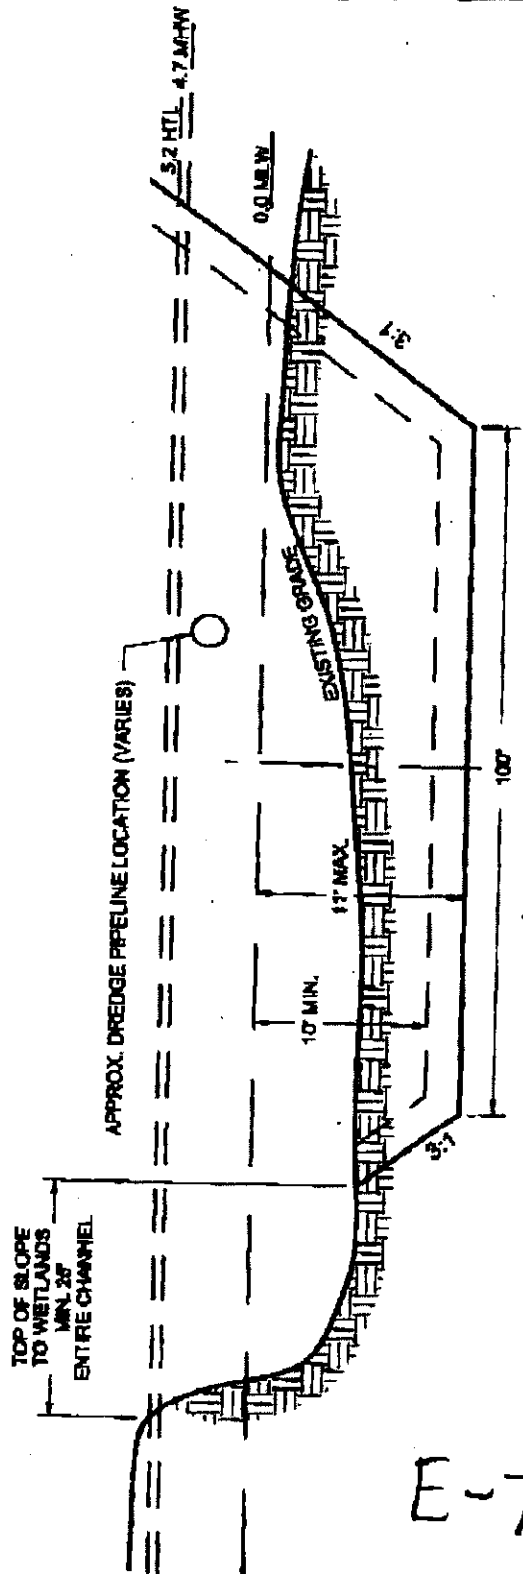 TOP OF SLOPE
TO WETLANDS
MIN. 25'
ENTIRE CHANNEL
APPROX. DREDGE PIPELINE LOCATION (VARIES)
5.2 HTL 4.7 MHW
0.0 MLW
EXISTING GRADE
10' MIN.
11' MAX.
3:1
3:1
100'
E-7